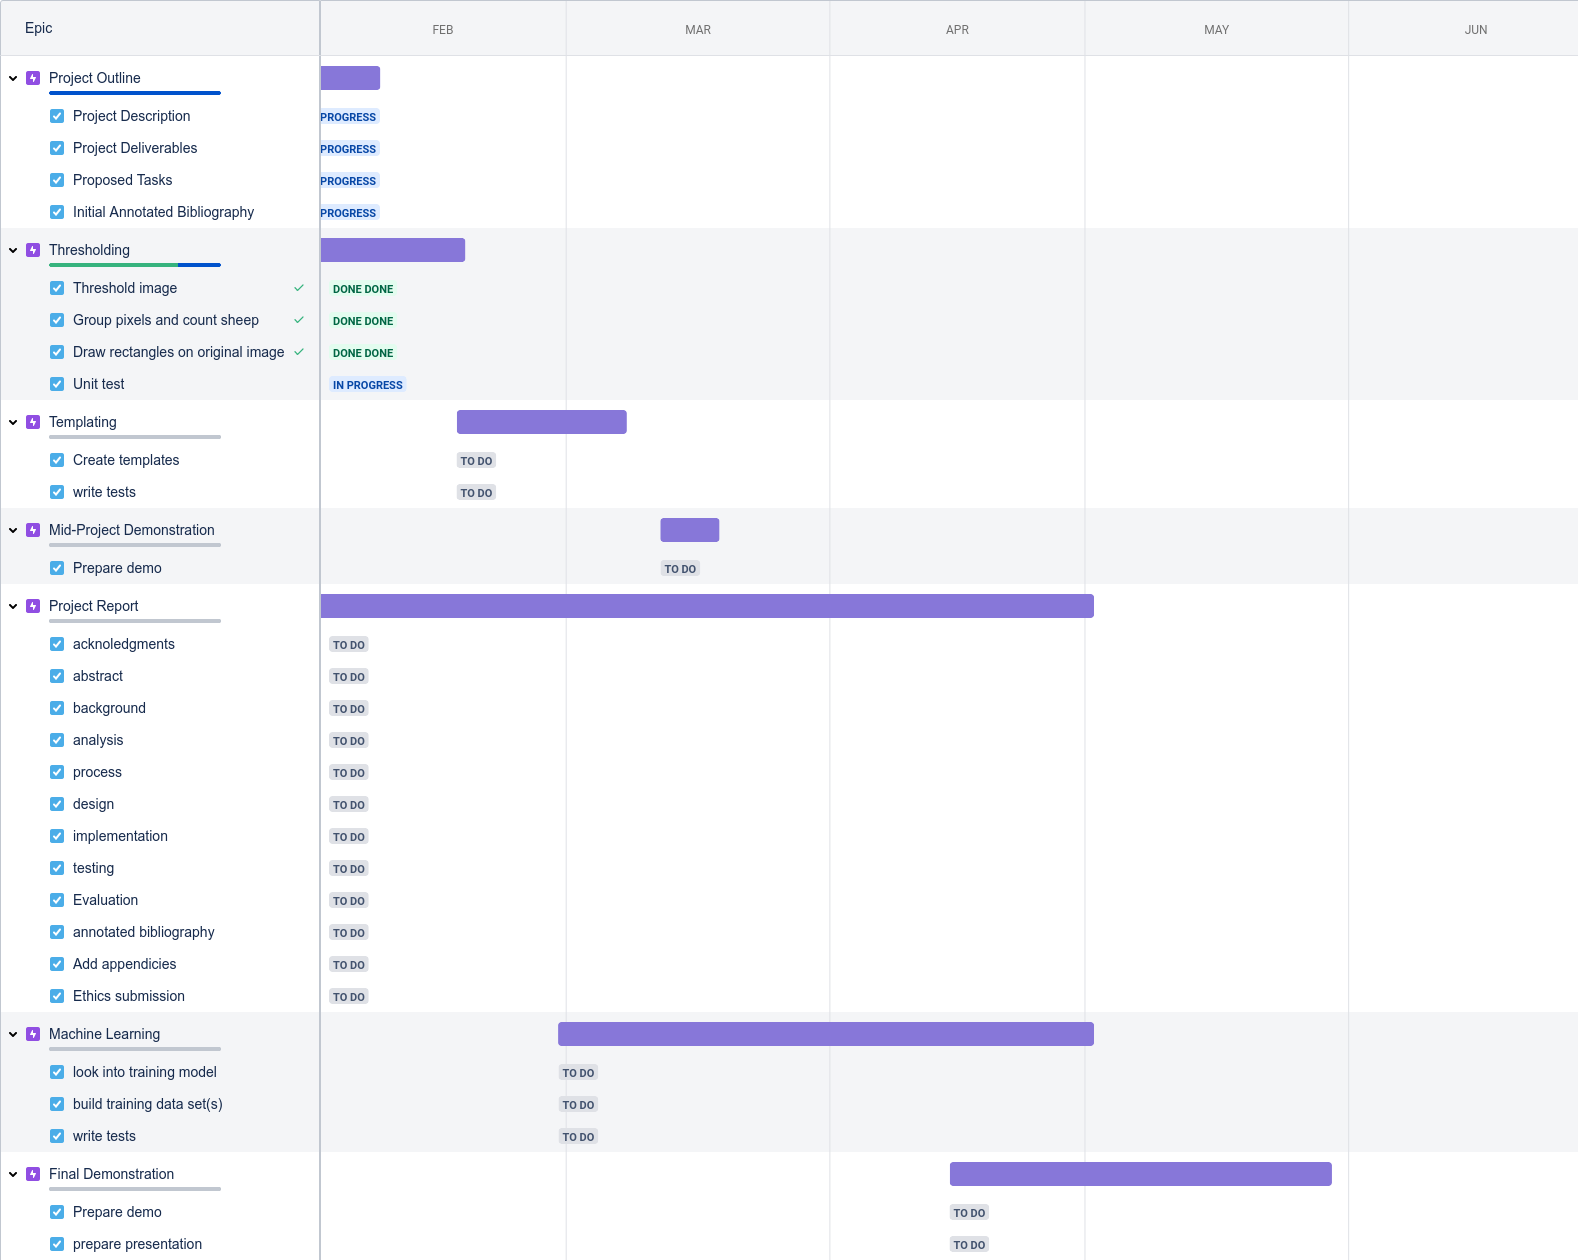 Epic FEB MAR APR MAY JUN
Project Outline
Project Description PROGRESS
Project Deliverables PROGRESS
Proposed Tasks PROGRESS
Initial Annotated Bibliography PROGRESS
Thresholding
Threshold image DONE DONE
Group pixels and count sheep DONE DONE
Draw rectangles on original image DONE DONE
Unit test IN PROGRESS
Templating
Create templates TO DO
write tests TO DO
Mid-Project Demonstration
Prepare demo TO DO
Project Report
acknoledgments TO DO
abstract TO DO
background TO DO
analysis TO DO
process TO DO
design TO DO
implementation TO DO
testing TO DO
Evaluation TO DO
annotated bibliography TO DO
Add appendicies TO DO
Ethics submission TO DO
Machine Learning
look into training model TO DO
build training data set(s) TO DO
write tests TO DO
Final Demonstration
Prepare demo TO DO
prepare presentation TO DO